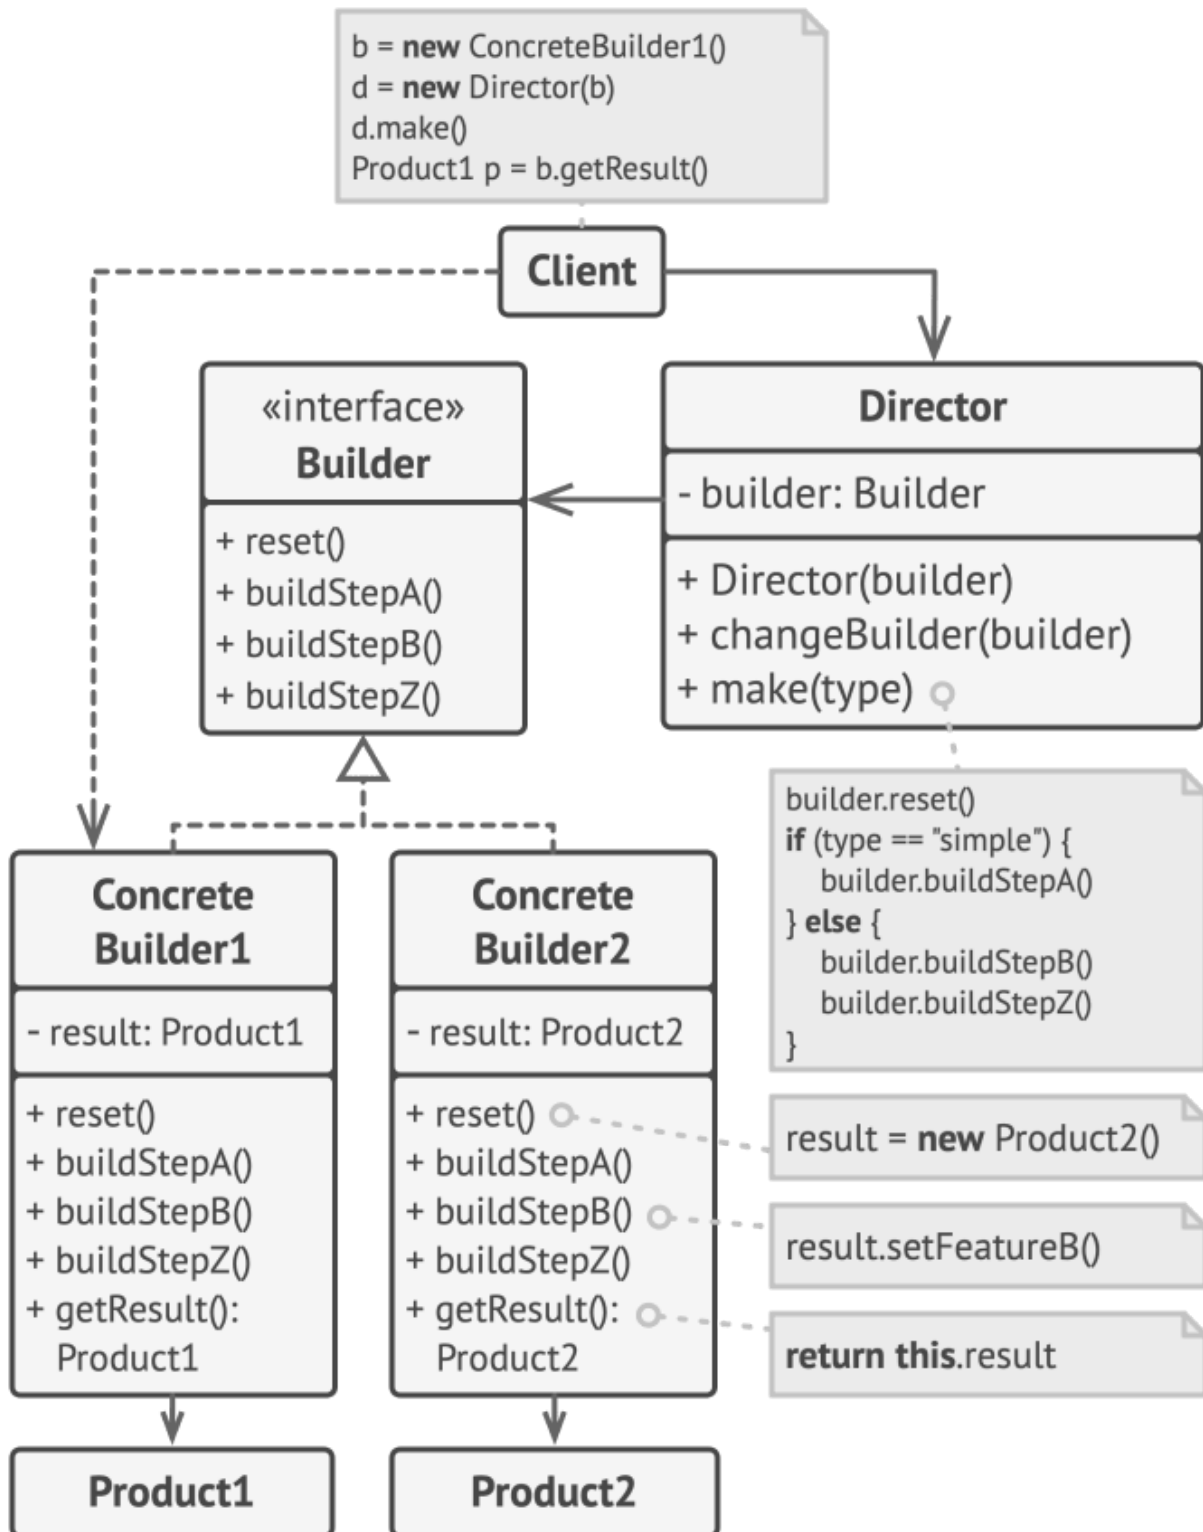 b = new ConcreteBuilder1()
d = new Director(b)
d.make()
Product1 p = b.getResult()
Client
«interface»
Builder
+ reset()
+ buildStepA()
+ buildStepB()
+ buildStepZ()
Director
- builder: Builder
+ Director(builder)
+ changeBuilder(builder)
+ make(type)
builder.reset()
if (type == "simple") {
builder.buildStepA()
} else {
builder.buildStepB()
builder.buildStepZ()
}
Concrete
Builder1
- result: Product1
+ reset()
+ buildStepA()
+ buildStepB()
+ buildStepZ()
+ getResult():
Product1
Concrete
Builder2
- result: Product2
+ reset()
+ buildStepA()
+ buildStepB()
+ buildStepZ()
+ getResult():
Product2
result = new Product2()
result.setFeatureB()
return this.result
Product1
Product2